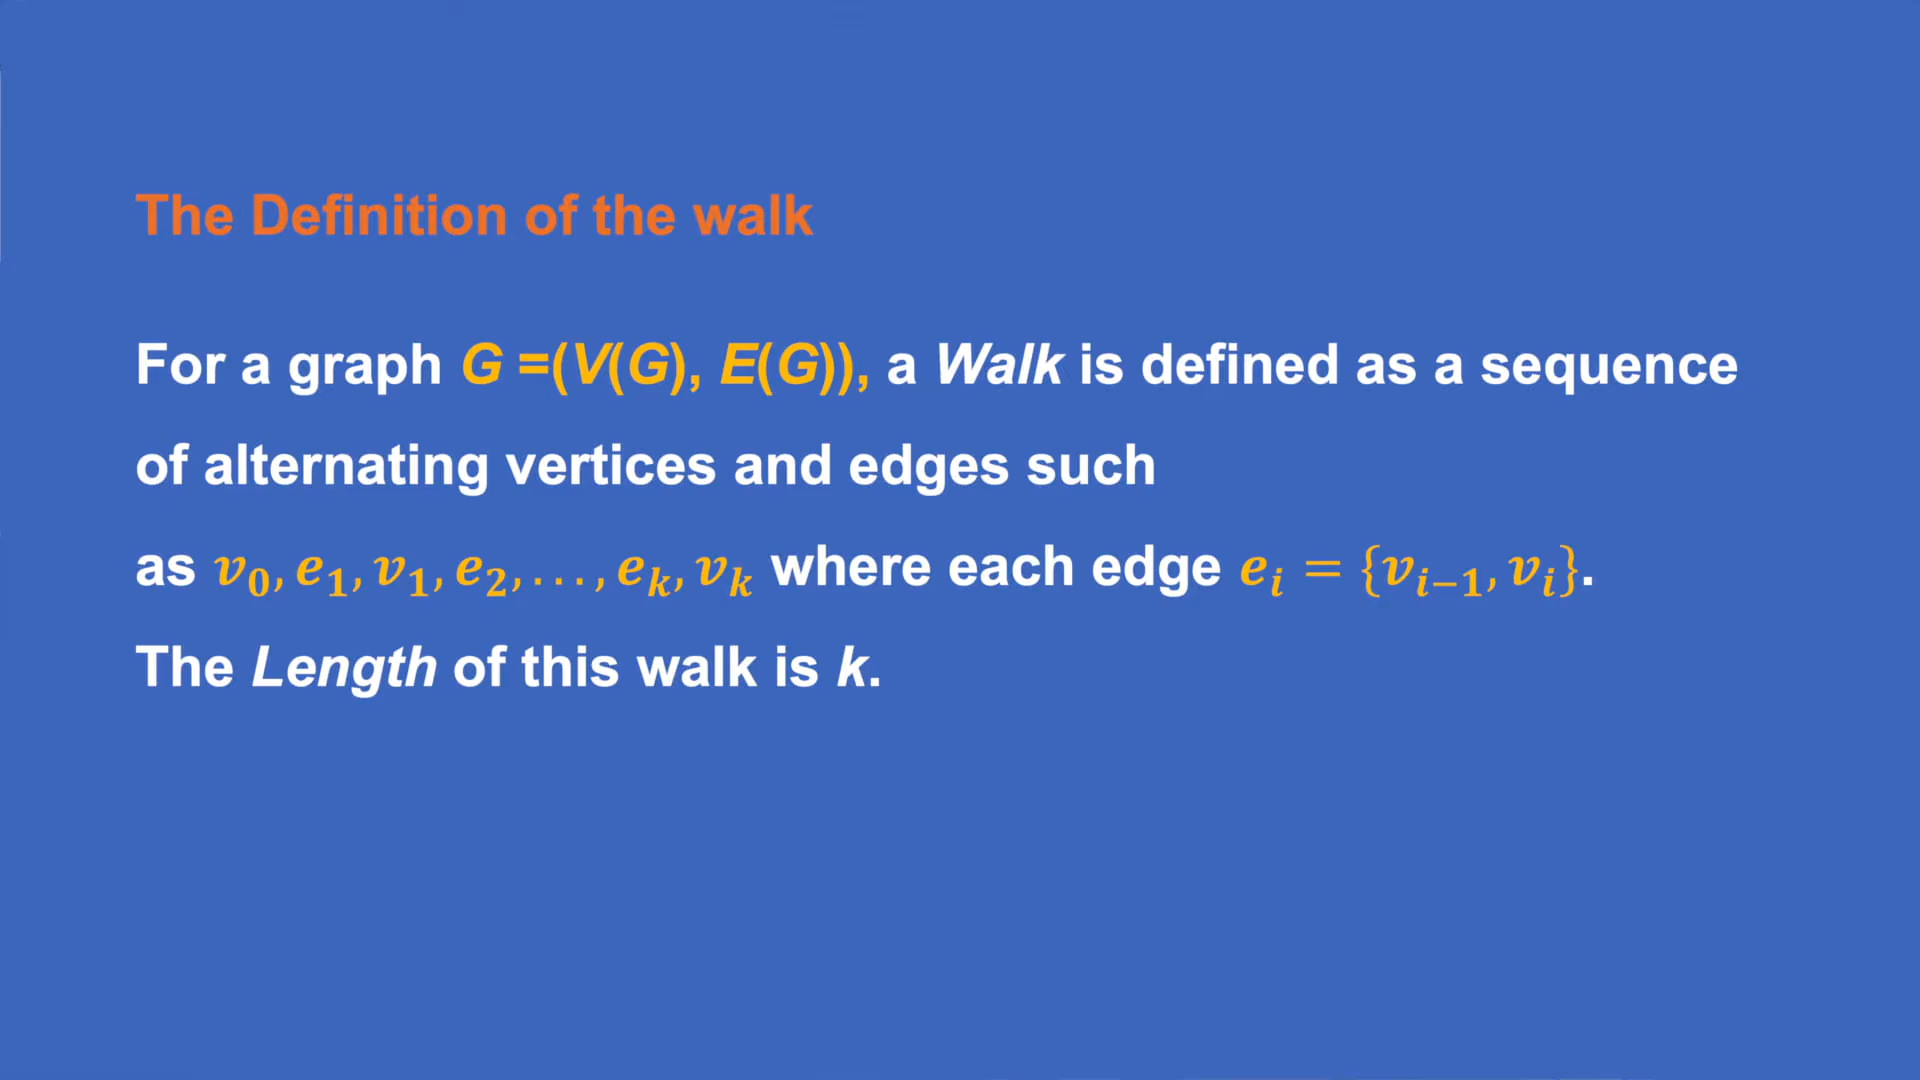 The Definition of the walk
For a graph G =(V(G), E(G)), a Walk is defined as a sequence
of alternating vertices and edges such
as v₀, e₁, v₁, e₂, . . . , eₖ, vₖ where each edge eᵢ = {vᵢ₋₁, vᵢ}.
The Length of this walk is k.